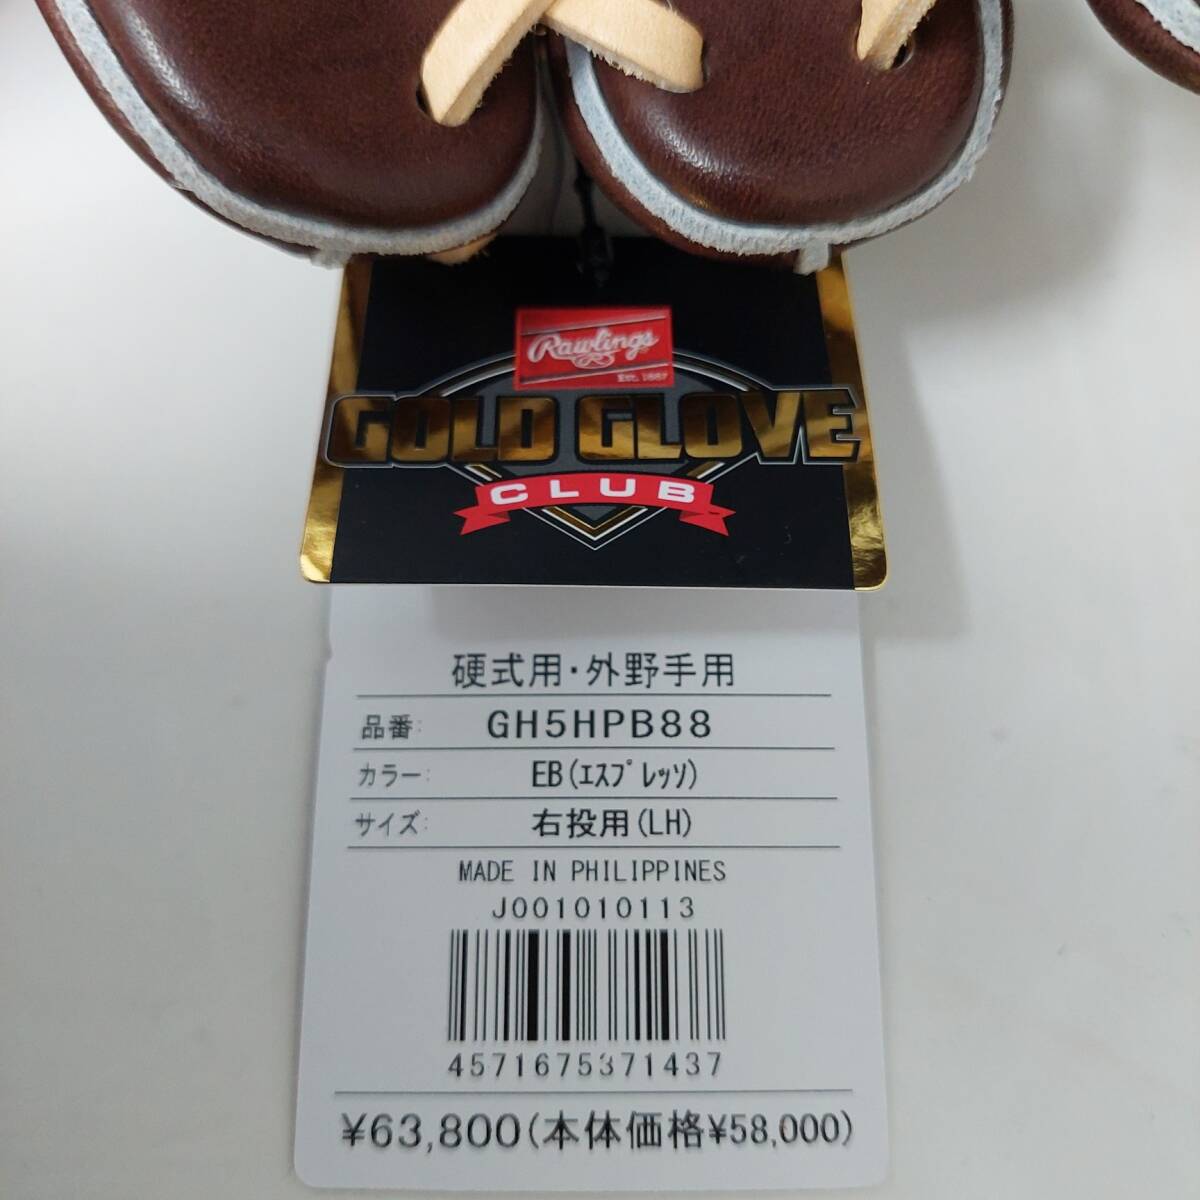 Rawlings
R
EST. 1887
GOLD GLOVE
CLUB
硬式用・外野手用
品番: GH5HPB88
カラー: EB(ｴｽﾌﾟﾚｯｿ)
サイズ: 右投用(LH)
MADE IN PHILIPPINES
J001010113
4571675371437
¥63,800(本体価格¥58,000)